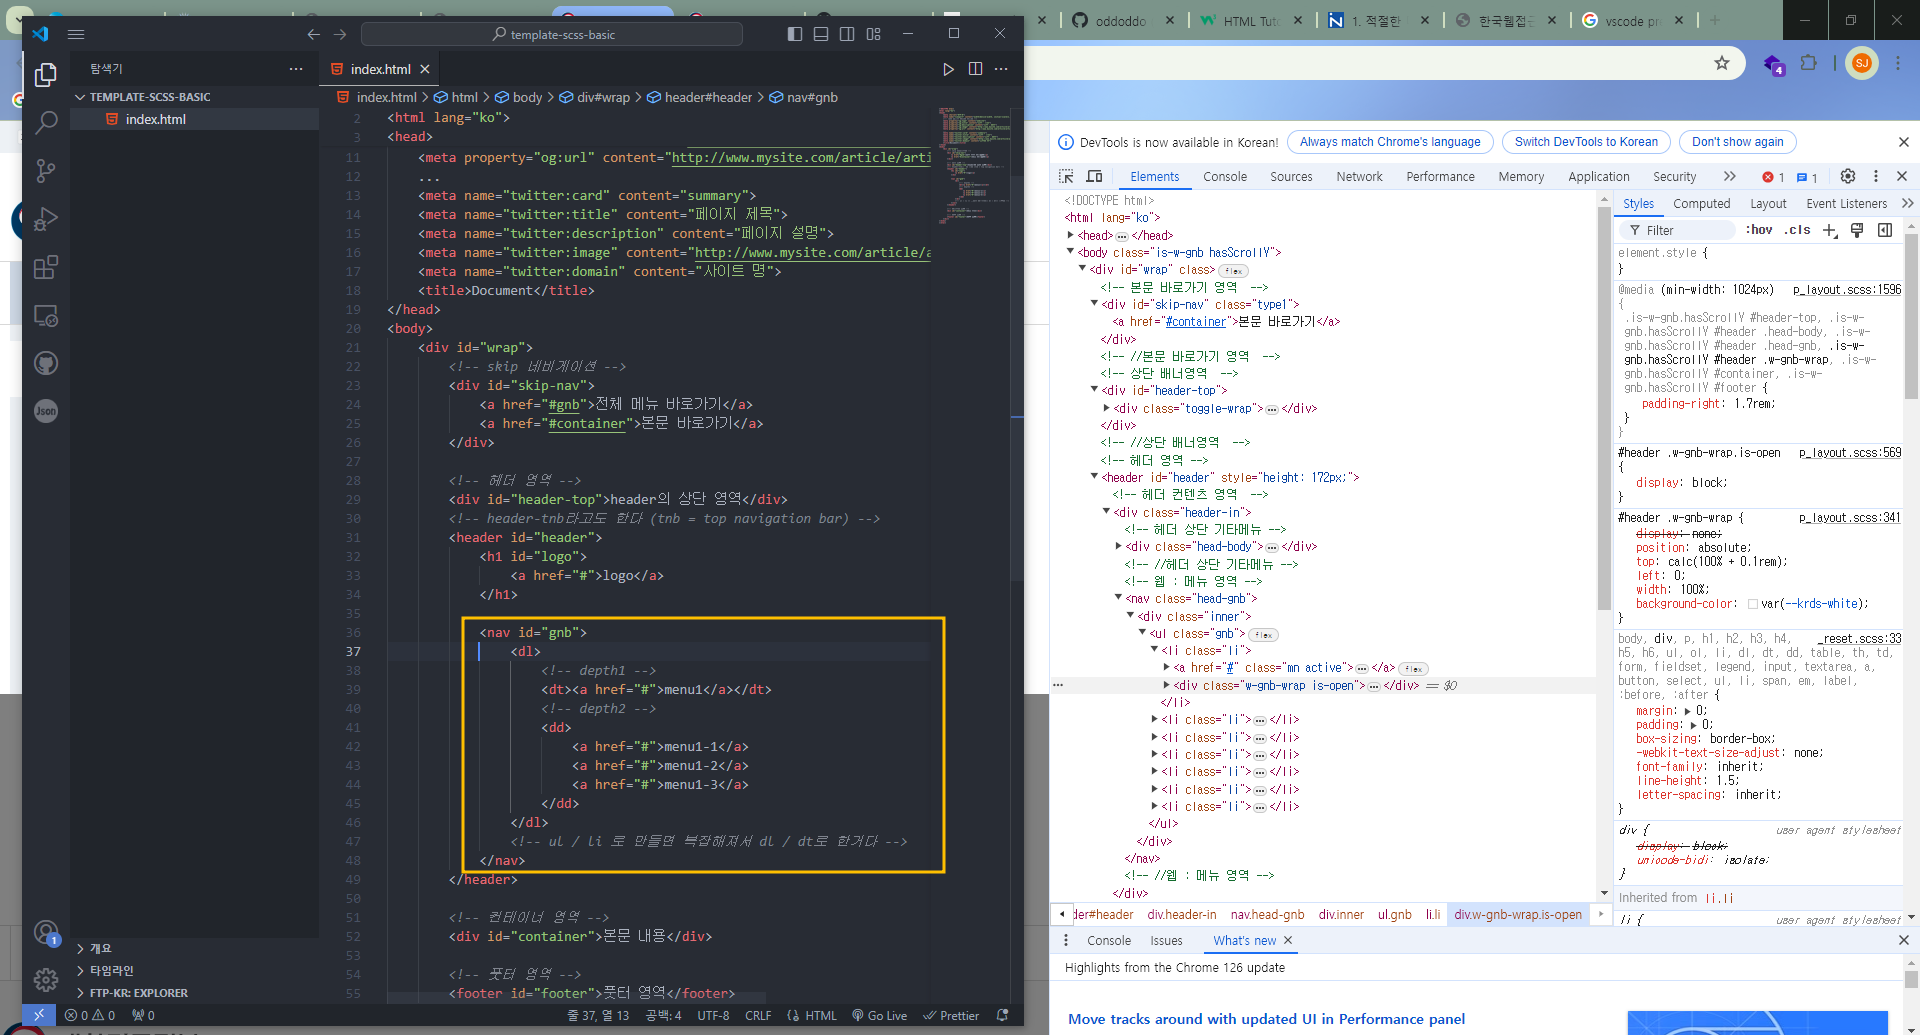 oddoddo
HTML Tut
1. 적절한
한국웹접근
vscode pr
template-scss-basic
탐색기
index.html
TEMPLATE-SCSS-BASIC
index.html
index.html > html > body > div#wrap > header#header > nav#gnb
2 <html lang="ko">
3 <head>
11 <meta property="og:url" content="http://www.mysite.com/article/arti
12 ...
13 <meta name="twitter:card" content="summary">
14 <meta name="twitter:title" content="페이지 제목">
15 <meta name="twitter:description" content="페이지 설명">
16 <meta name="twitter:image" content="http://www.mysite.com/article/a
17 <meta name="twitter:domain" content="사이트 명">
18 <title>Document</title>
19 </head>
20 <body>
21 <div id="wrap">
22 <!-- skip 네비게이션 -->
23 <div id="skip-nav">
24 <a href="#gnb">전체 메뉴 바로가기</a>
25 <a href="#container">본문 바로가기</a>
26 </div>
27
28 <!-- 헤더 영역 -->
29 <div id="header-top">header의 상단 영역</div>
30 <!-- header-tnb라고도 한다 (tnb = top navigation bar) -->
31 <header id="header">
32 <h1 id="logo">
33 <a href="#">logo</a>
34 </h1>
35
36 <nav id="gnb">
37 <dl>
38 <!-- depth1 -->
39 <dt><a href="#">menu1</a></dt>
40 <!-- depth2 -->
41 <dd>
42 <a href="#">menu1-1</a>
43 <a href="#">menu1-2</a>
44 <a href="#">menu1-3</a>
45 </dd>
46 </dl>
47 <!-- ul / li 로 만들면 복잡해져서 dl / dt로 한거다 -->
48 </nav>
49 </header>
50
51 <!-- 컨테이너 영역 -->
52 <div id="container">본문 내용</div>
53
54 <!-- 풋터 영역 -->
55 <footer id="footer">풋터 영역</footer>
Json
1
개요
타임라인
FTP-KR: EXPLORER
0 0 0
줄 37, 열 13 공백: 4 UTF-8 CRLF HTML Go Live Prettier
4
SJ
DevTools is now available in Korean! Always match Chrome's language Switch DevTools to Korean Don't show again
Elements Console Sources Network Performance Memory Application Security 1 1
<!DOCTYPE html>
<html lang="ko">
<head>…</head>
<body class="is-w-gnb hasScrollY">
<div id="wrap" class> flex
<!-- 본문 바로가기 영역 -->
<div id="skip-nav" class="type1">
<a href="#container">본문 바로가기</a>
</div>
<!-- //본문 바로가기 영역 -->
<!-- 상단 배너영역 -->
<div id="header-top">
<div class="toggle-wrap">…</div>
</div>
<!-- //상단 배너영역 -->
<!-- 헤더 영역 -->
<header id="header" style="height: 172px;">
<!-- 헤더 컨텐츠 영역 -->
<div class="header-in">
<!-- 헤더 상단 기타메뉴 -->
<div class="head-body">…</div>
<!-- //헤더 상단 기타메뉴 -->
<!-- 웹 : 메뉴 영역 -->
<nav class="head-gnb">
<div class="inner">
<ul class="gnb"> flex
<li class="li">
<a href="#" class="mn active">…</a> flex
<div class="w-gnb-wrap is-open">…</div> == $0
</li>
<li class="li">…</li>
<li class="li">…</li>
<li class="li">…</li>
<li class="li">…</li>
<li class="li">…</li>
<li class="li">…</li>
</ul>
</div>
</nav>
<!-- //웹 : 메뉴 영역 -->
</div>
der#header div.header-in nav.head-gnb div.inner ul.gnb li.li div.w-gnb-wrap.is-open
Styles Computed Layout Event Listeners
Filter :hov .cls
element.style {
}
@media (min-width: 1024px) p_layout.scss:1596
{
.is-w-gnb.hasScrollY #header-top, .is-w-
gnb.hasScrollY #header .head-body, .is-w-
gnb.hasScrollY #header .head-gnb, .is-w-
gnb.hasScrollY #header .w-gnb-wrap, .is-w-
gnb.hasScrollY #container, .is-w-
gnb.hasScrollY #footer {
padding-right: 1.7rem;
}
}
#header .w-gnb-wrap.is-open p_layout.scss:569
{
display: block;
}
#header .w-gnb-wrap { p_layout.scss:341
display: none;
position: absolute;
top: calc(100% + 0.1rem);
left: 0;
width: 100%;
background-color: var(--krds-white);
}
body, div, p, h1, h2, h3, h4, _reset.scss:33
h5, h6, ul, ol, li, dl, dt, dd, table, th, td,
form, fieldset, legend, input, textarea, a,
button, select, ul, li, span, em, label,
:before, :after {
margin: 0;
padding: 0;
box-sizing: border-box;
-webkit-text-size-adjust: none;
font-family: inherit;
line-height: 1.5;
letter-spacing: inherit;
}
div { user agent stylesheet
display: block;
unicode-bidi: isolate;
}
Inherited from li.li
li { user agent stylesheet
Console Issues What's new
Highlights from the Chrome 126 update
Move tracks around with updated UI in Performance panel